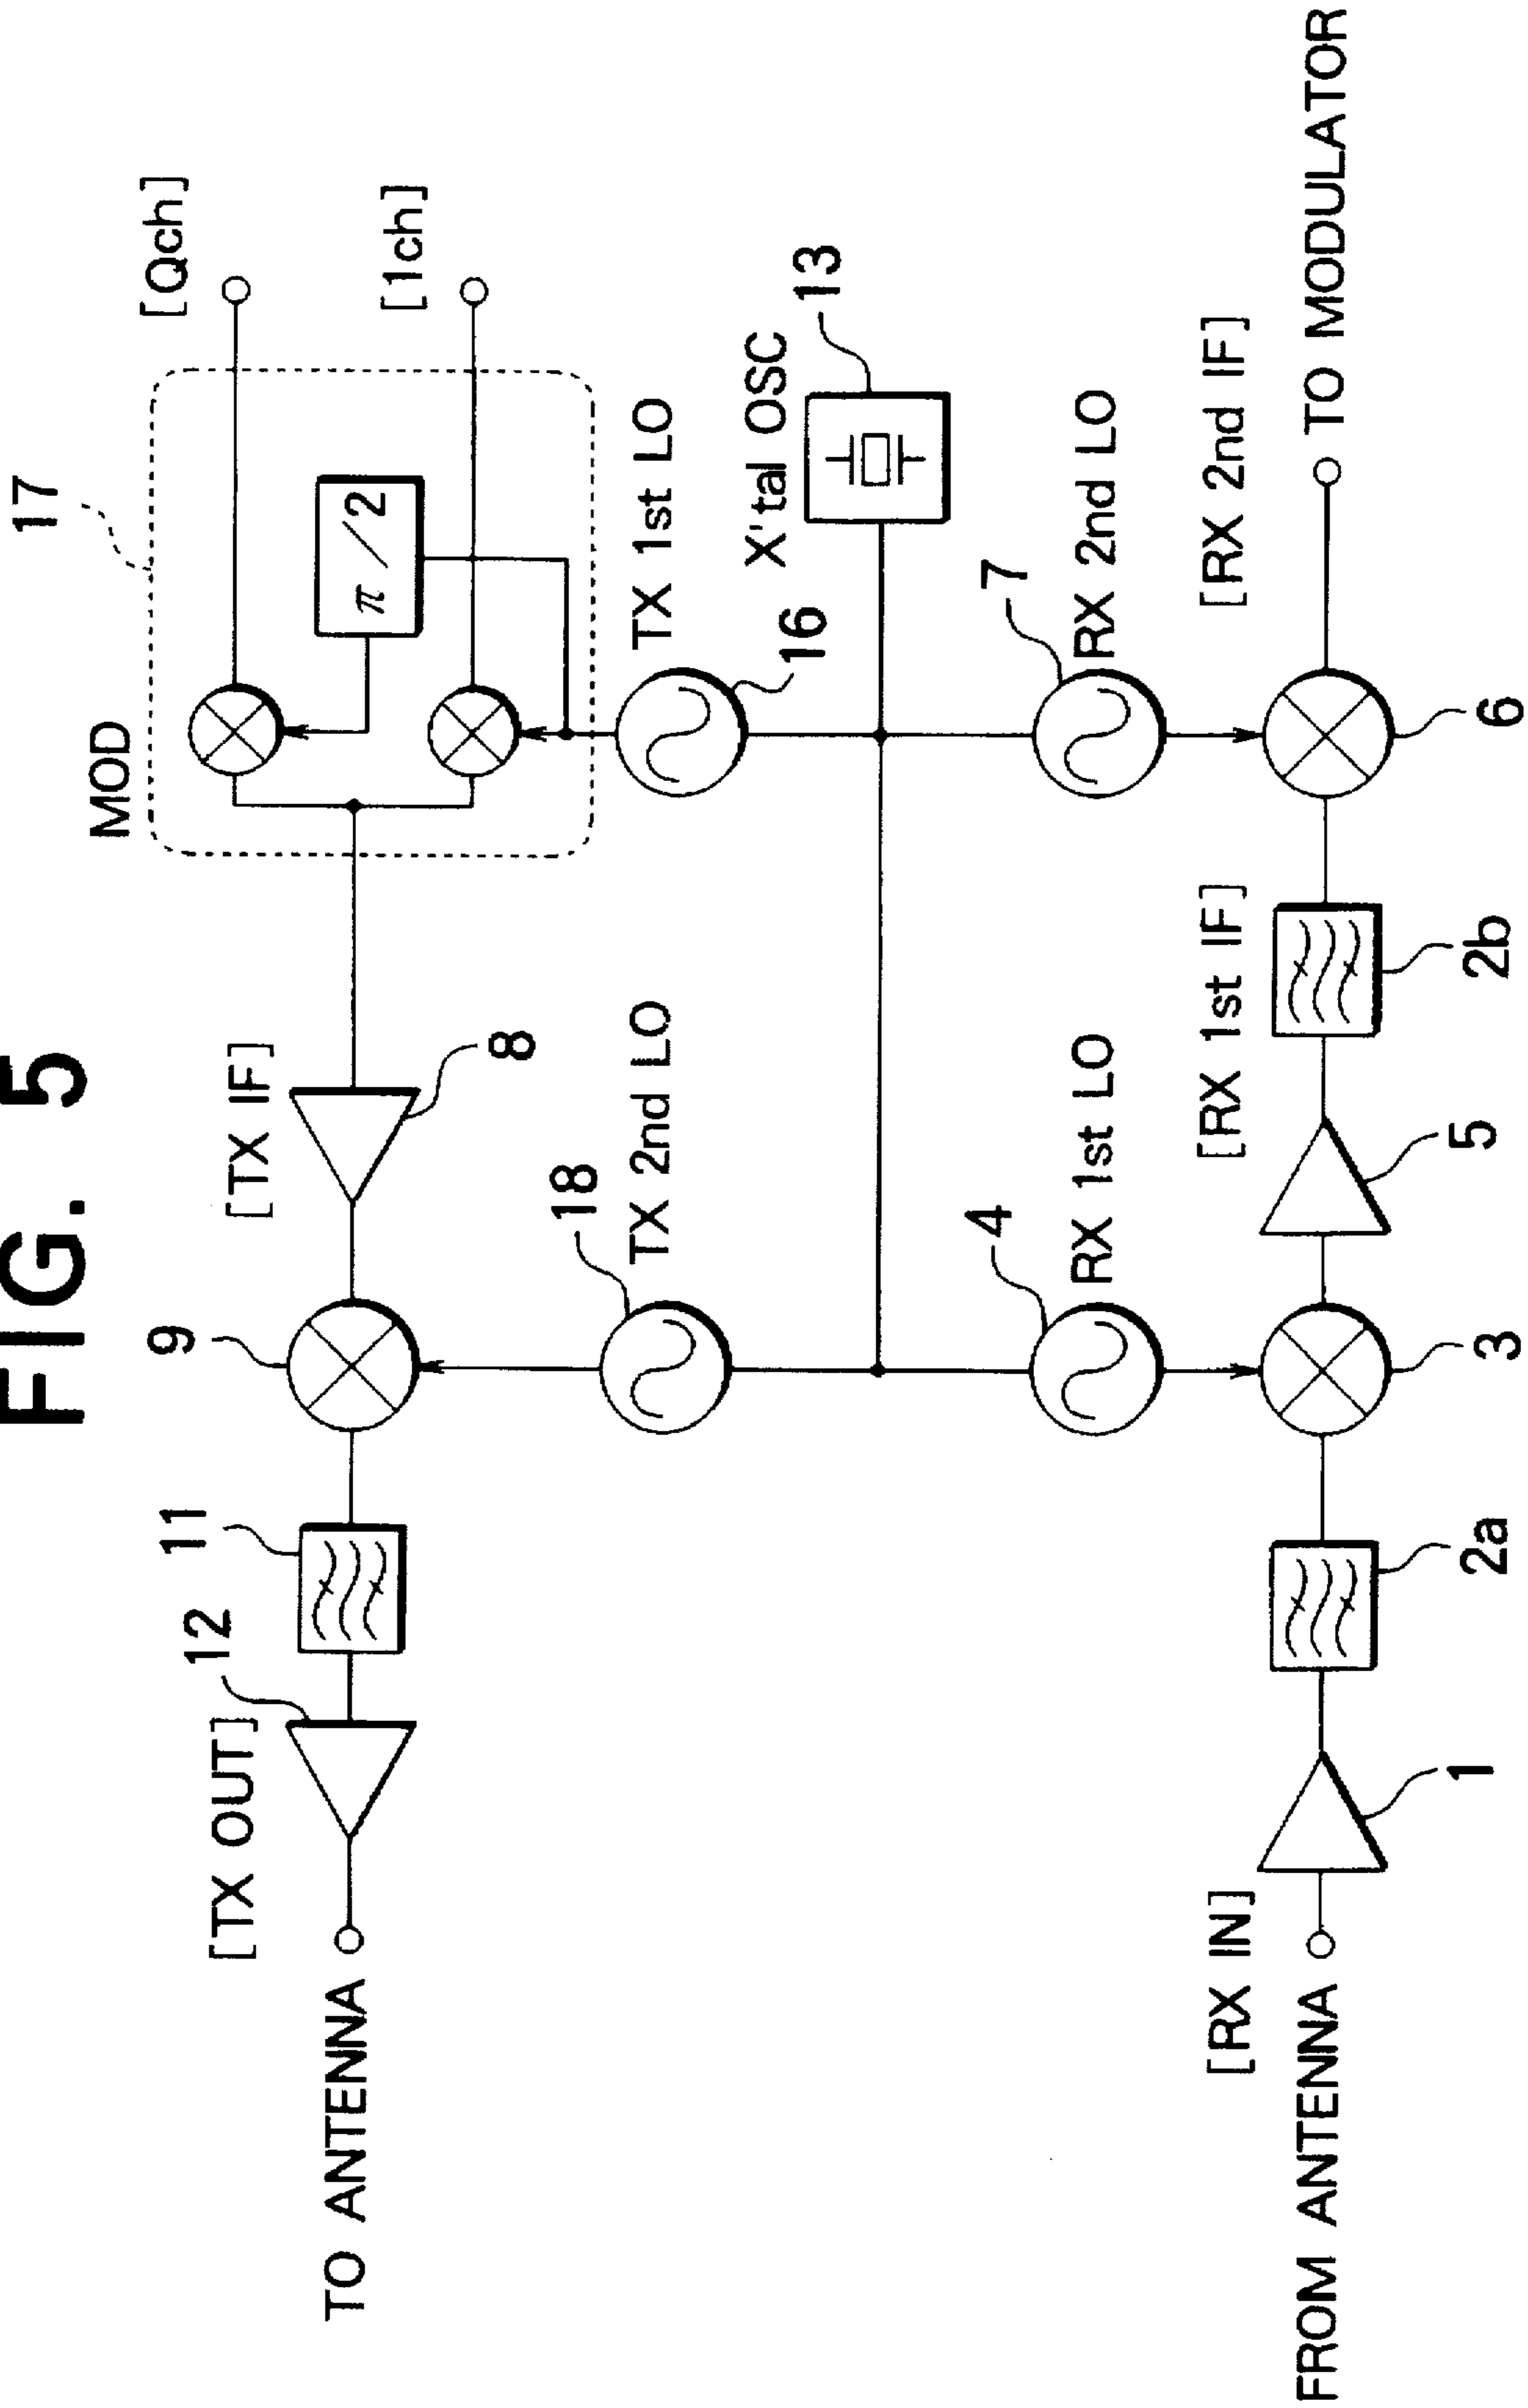 FIG. 5
17
MOD
[Qch]
π/2
[1ch]
9
[TX IF]
8
11
12
[TX OUT]
TO ANTENNA
18
TX 2nd LO
TX 1st LO
16
X'tal OSC
13
4
RX 1st LO
7
RX 2nd LO
[RX IN]
FROM ANTENNA
1
2a
3
[RX 1st IF]
5
2b
6
[RX 2nd IF]
TO MODULATOR